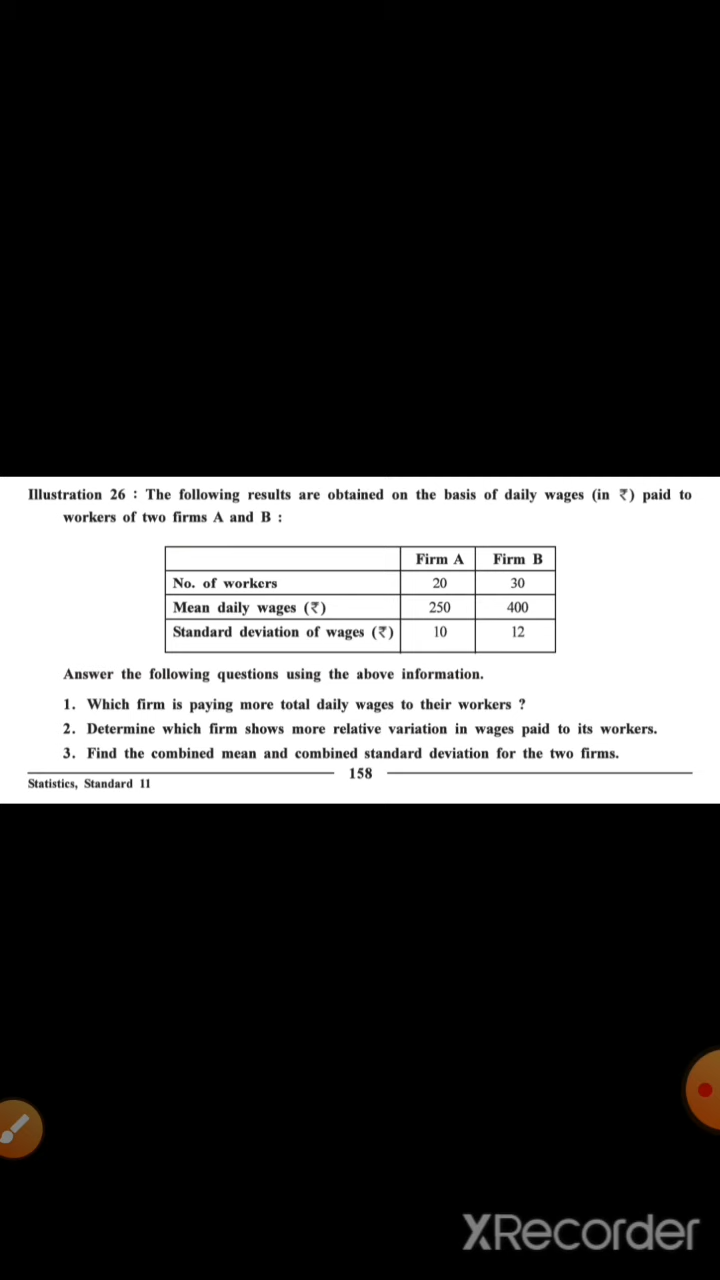 Illustration 26 : The following results are obtained on the basis of daily wages (in ₹) paid to
workers of two firms A and B :
Firm A Firm B
No. of workers 20 30
Mean daily wages (₹) 250 400
Standard deviation of wages (₹) 10 12
Answer the following questions using the above information.
1. Which firm is paying more total daily wages to their workers ?
2. Determine which firm shows more relative variation in wages paid to its workers.
3. Find the combined mean and combined standard deviation for the two firms.
158
Statistics, Standard 11
XRecorder